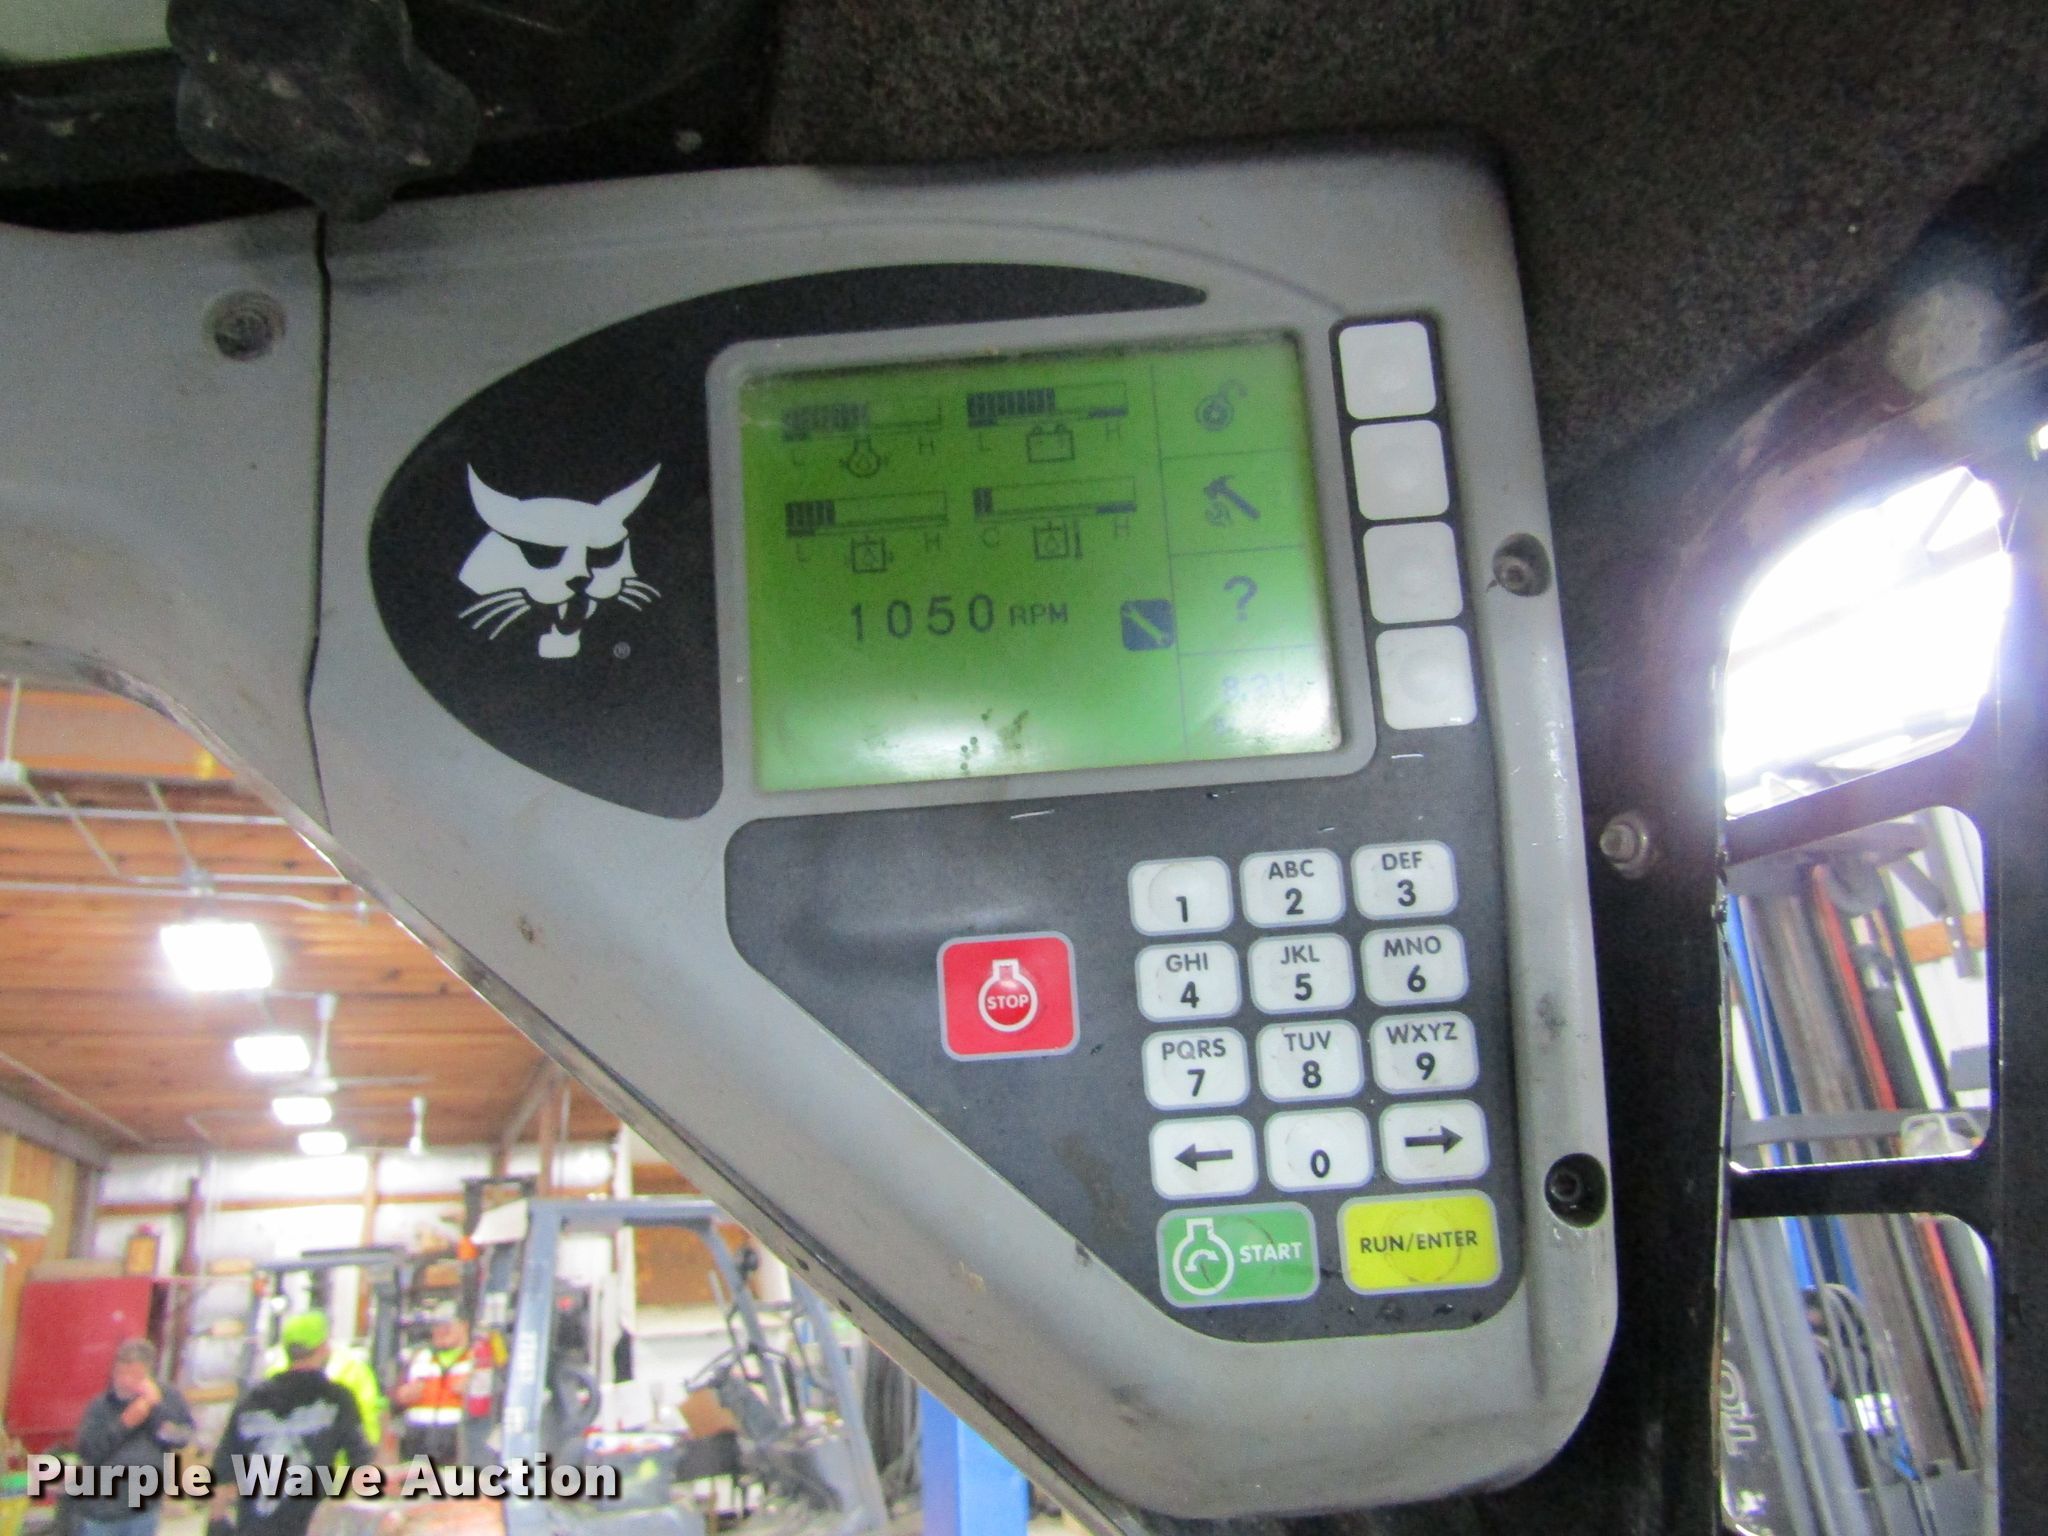 L H L H
L H C H
1050 RPM
?
®
STOP
1
ABC
2
DEF
3
GHI
4
JKL
5
MNO
6
PQRS
7
TUV
8
WXYZ
9
← 0 →
START
RUN/ENTER
Purple Wave Auction